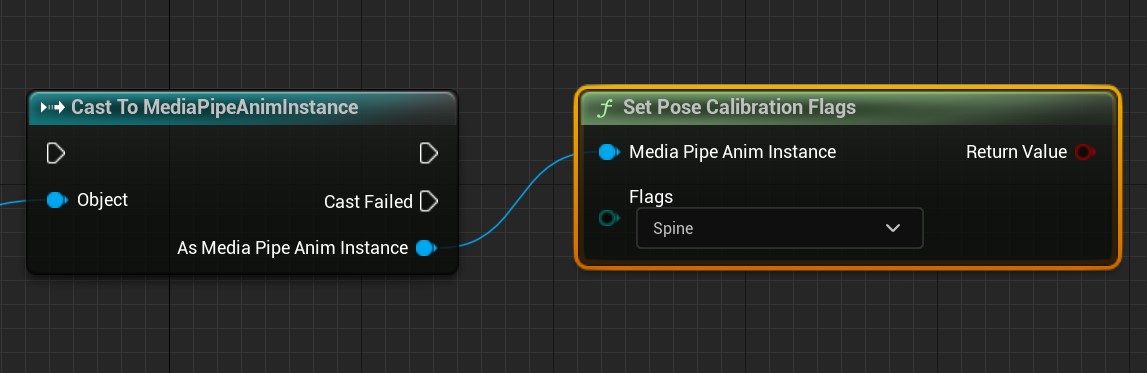 Cast To MediaPipeAnimInstance
Object
Cast Failed
As Media Pipe Anim Instance
f Set Pose Calibration Flags
Media Pipe Anim Instance
Return Value
Flags
Spine